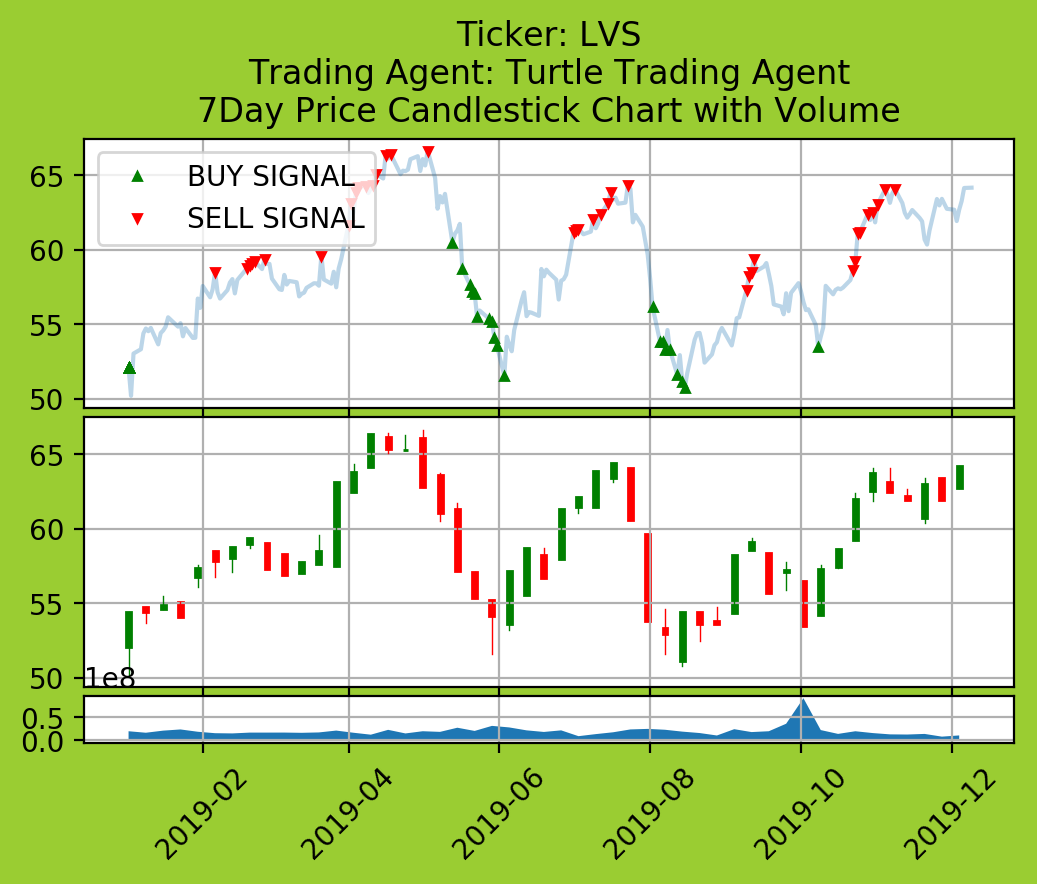 Ticker: LVS
Trading Agent: Turtle Trading Agent
7Day Price Candlestick Chart with Volume
BUY SIGNAL
SELL SIGNAL
65
60
55
50
65
60
55
50
1e8
0.5
0.0
2019-02
2019-04
2019-06
2019-08
2019-10
2019-12